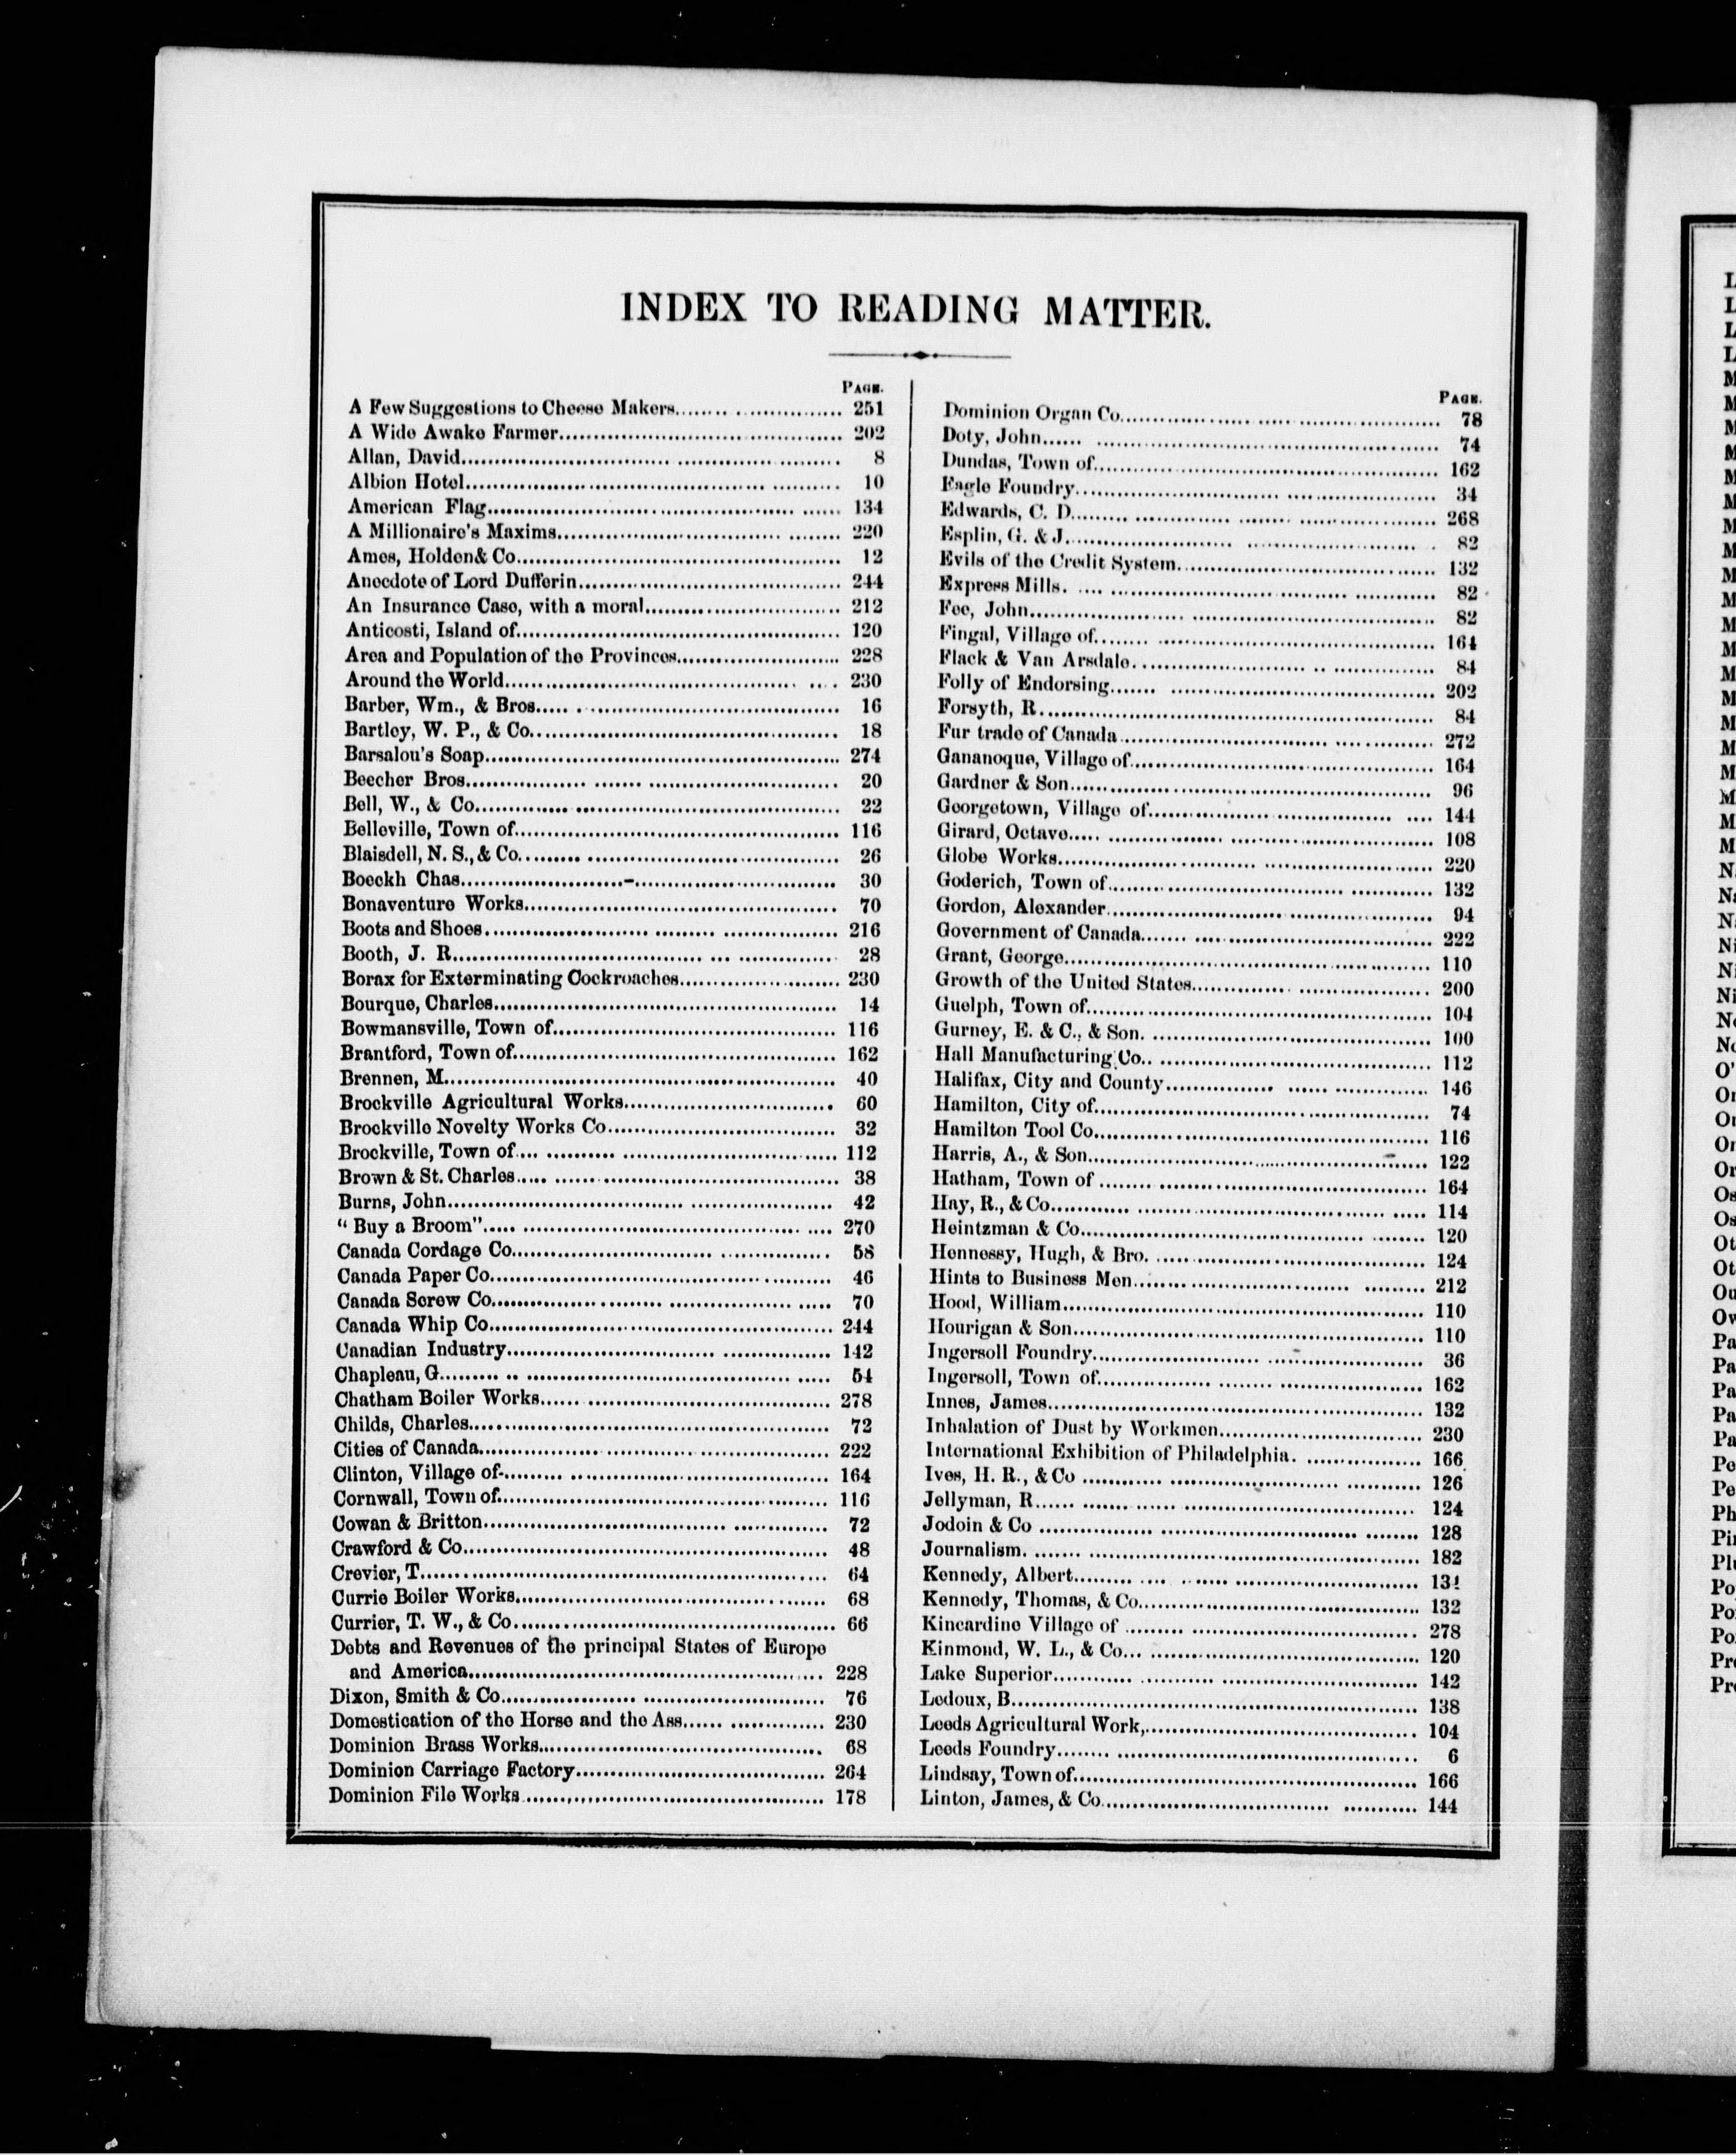 INDEX TO READING MATTER.
PAGE.
A Few Suggestions to Cheese Makers........ 251
A Wide Awake Farmer........ 202
Allan, David........ 8
Albion Hotel........ 10
American Flag........ 134
A Millionaire's Maxims........ 220
Ames, Holden& Co........ 12
Anecdote of Lord Dufferin........ 244
An Insurance Case, with a moral........ 212
Anticosti, Island of........ 120
Area and Population of the Provinces........ 228
Around the World........ 230
Barber, Wm., & Bros........ 16
Bartley, W. P., & Co........ 18
Barsalou's Soap........ 274
Beecher Bros........ 20
Bell, W., & Co........ 22
Belleville, Town of........ 116
Blaisdell, N. S., & Co........ 26
Boeckh Chas........ 30
Bonaventure Works........ 70
Boots and Shoes........ 216
Booth, J. R........ 28
Borax for Exterminating Cockroaches........ 230
Bourque, Charles........ 14
Bowmansville, Town of........ 116
Brantford, Town of........ 162
Brennen, M........ 40
Brockville Agricultural Works........ 60
Brockville Novelty Works Co........ 32
Brockville, Town of........ 112
Brown & St. Charles........ 38
Burns, John........ 42
"Buy a Broom"........ 270
Canada Cordage Co........ 58
Canada Paper Co........ 46
Canada Screw Co........ 70
Canada Whip Co........ 244
Canadian Industry........ 142
Chapleau, G........ 54
Chatham Boiler Works........ 278
Childs, Charles........ 72
Cities of Canada........ 222
Clinton, Village of-........ 164
Cornwall, Town of........ 116
Cowan & Britton........ 72
Crawford & Co........ 48
Crevier, T........ 64
Currie Boiler Works........ 68
Currier, T. W., & Co........ 66
Debts and Revenues of the principal States of Europe
and America........ 228
Dixon, Smith & Co........ 76
Domestication of the Horse and the Ass........ 230
Dominion Brass Works........ 68
Dominion Carriage Factory........ 264
Dominion File Works........ 178
PAGE.
Dominion Organ Co........ 78
Doty, John........ 74
Dundas, Town of........ 162
Eagle Foundry........ 34
Edwards, C. D........ 268
Esplin, G. & J........ 82
Evils of the Credit System........ 132
Express Mills........ 82
Fee, John........ 82
Fingal, Village of........ 164
Flack & Van Arsdale........ 84
Folly of Endorsing........ 202
Forsyth, R........ 84
Fur trade of Canada........ 272
Gananoque, Village of........ 164
Gardner & Son........ 96
Georgetown, Village of........ 144
Girard, Octave........ 108
Globe Works........ 220
Goderich, Town of........ 132
Gordon, Alexander........ 94
Government of Canada........ 222
Grant, George........ 110
Growth of the United States........ 200
Guelph, Town of........ 104
Gurney, E. & C., & Son........ 100
Hall Manufacturing Co........ 112
Halifax, City and County........ 146
Hamilton, City of........ 74
Hamilton Tool Co........ 116
Harris, A., & Son........ 122
Hatham, Town of........ 164
Hay, R., & Co........ 114
Heintzman & Co........ 120
Hennessy, Hugh, & Bro........ 124
Hints to Business Men........ 212
Hood, William........ 110
Hourigan & Son........ 110
Ingersoll Foundry........ 36
Ingersoll, Town of........ 162
Innes, James........ 132
Inhalation of Dust by Workmen........ 230
International Exhibition of Philadelphia........ 166
Ives, H. R., & Co........ 126
Jellyman, R........ 124
Jodoin & Co........ 128
Journalism........ 182
Kennedy, Albert........ 134
Kennedy, Thomas, & Co........ 132
Kincardine Village of........ 278
Kinmond, W. L., & Co........ 120
Lake Superior........ 142
Ledoux, B........ 138
Leeds Agricultural Work,........ 104
Leeds Foundry........ 6
Lindsay, Town of........ 166
Linton, James, & Co........ 144